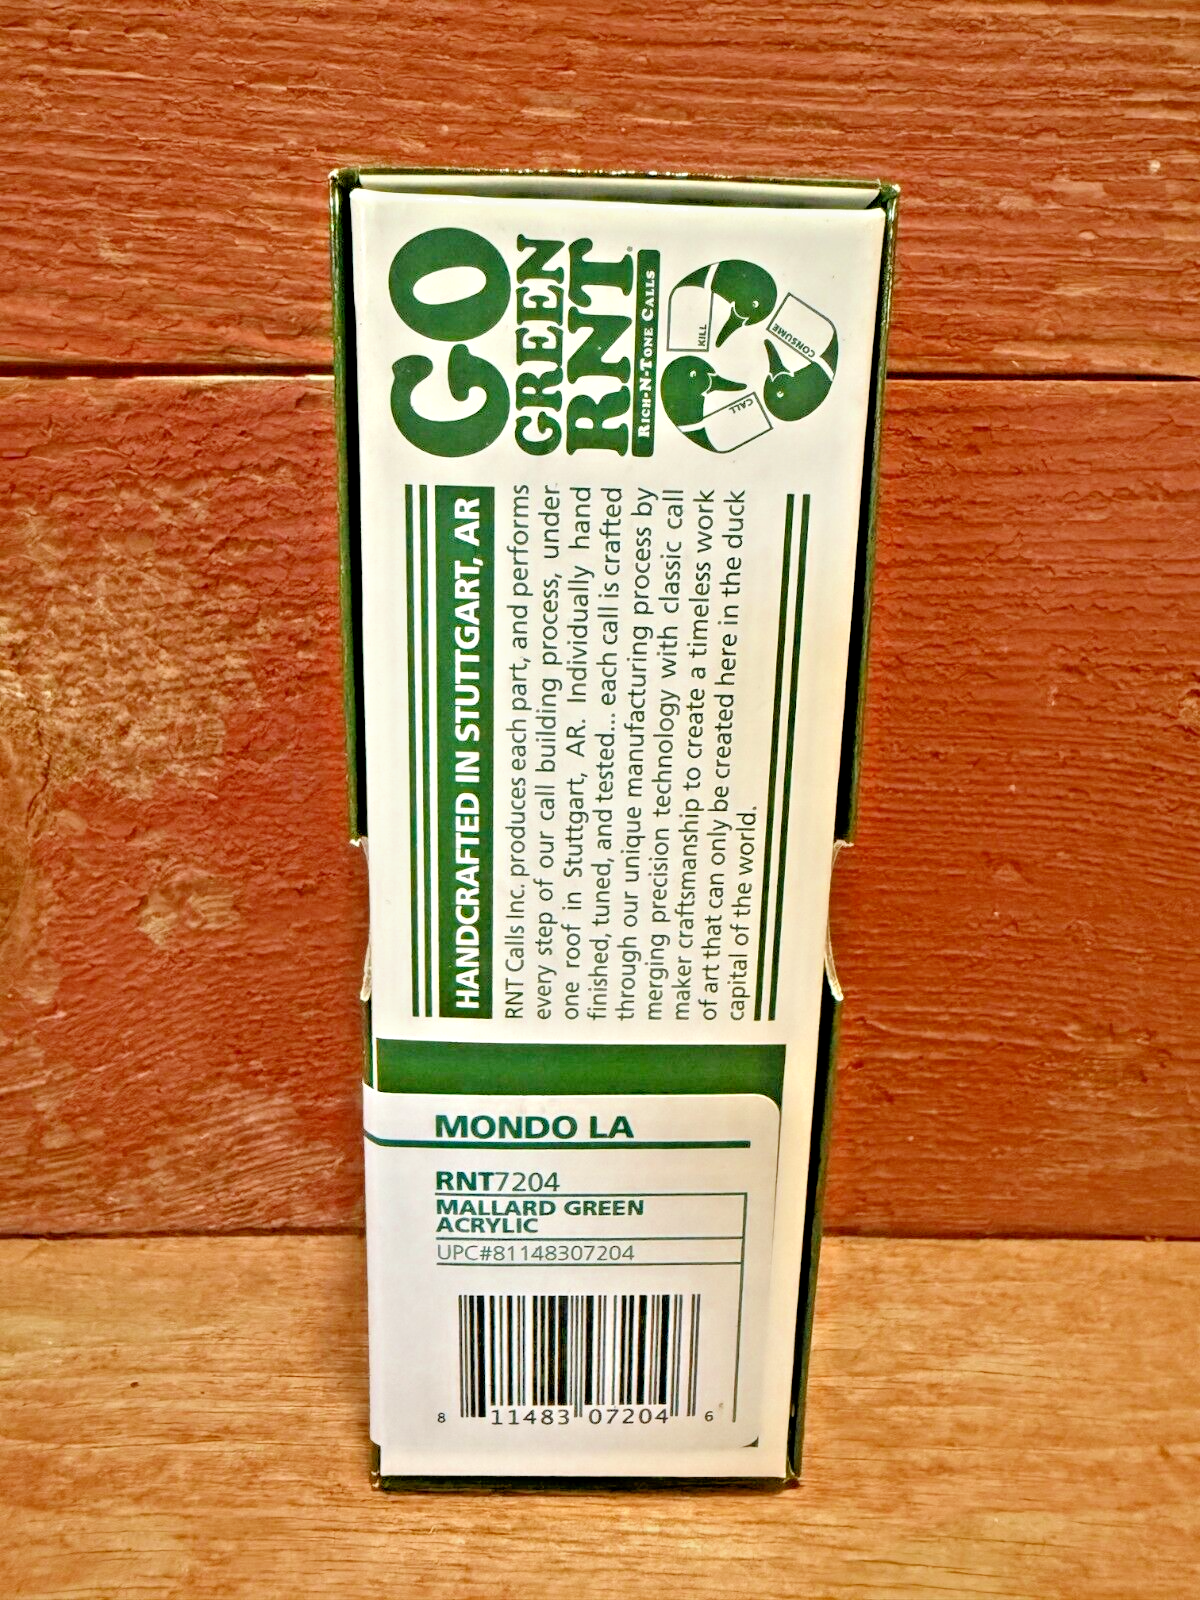 GO
GREEN
RNT®
RICH-N-TONE CALLS
KILL
CONSUME
CALL
HANDCRAFTED IN STUTTGART, AR
RNT Calls Inc. produces each part, and performs
every step of our call building process, under
one roof in Stuttgart, AR. Individually hand
finished, tuned, and tested... each call is crafted
through our unique manufacturing process by
merging precision technology with classic call
maker craftsmanship to create a timeless work
of art that can only be created here in the duck
capital of the world.
MONDO LA
RNT7204
MALLARD GREEN
ACRYLIC
UPC#81148307204
8 11483 07204 6